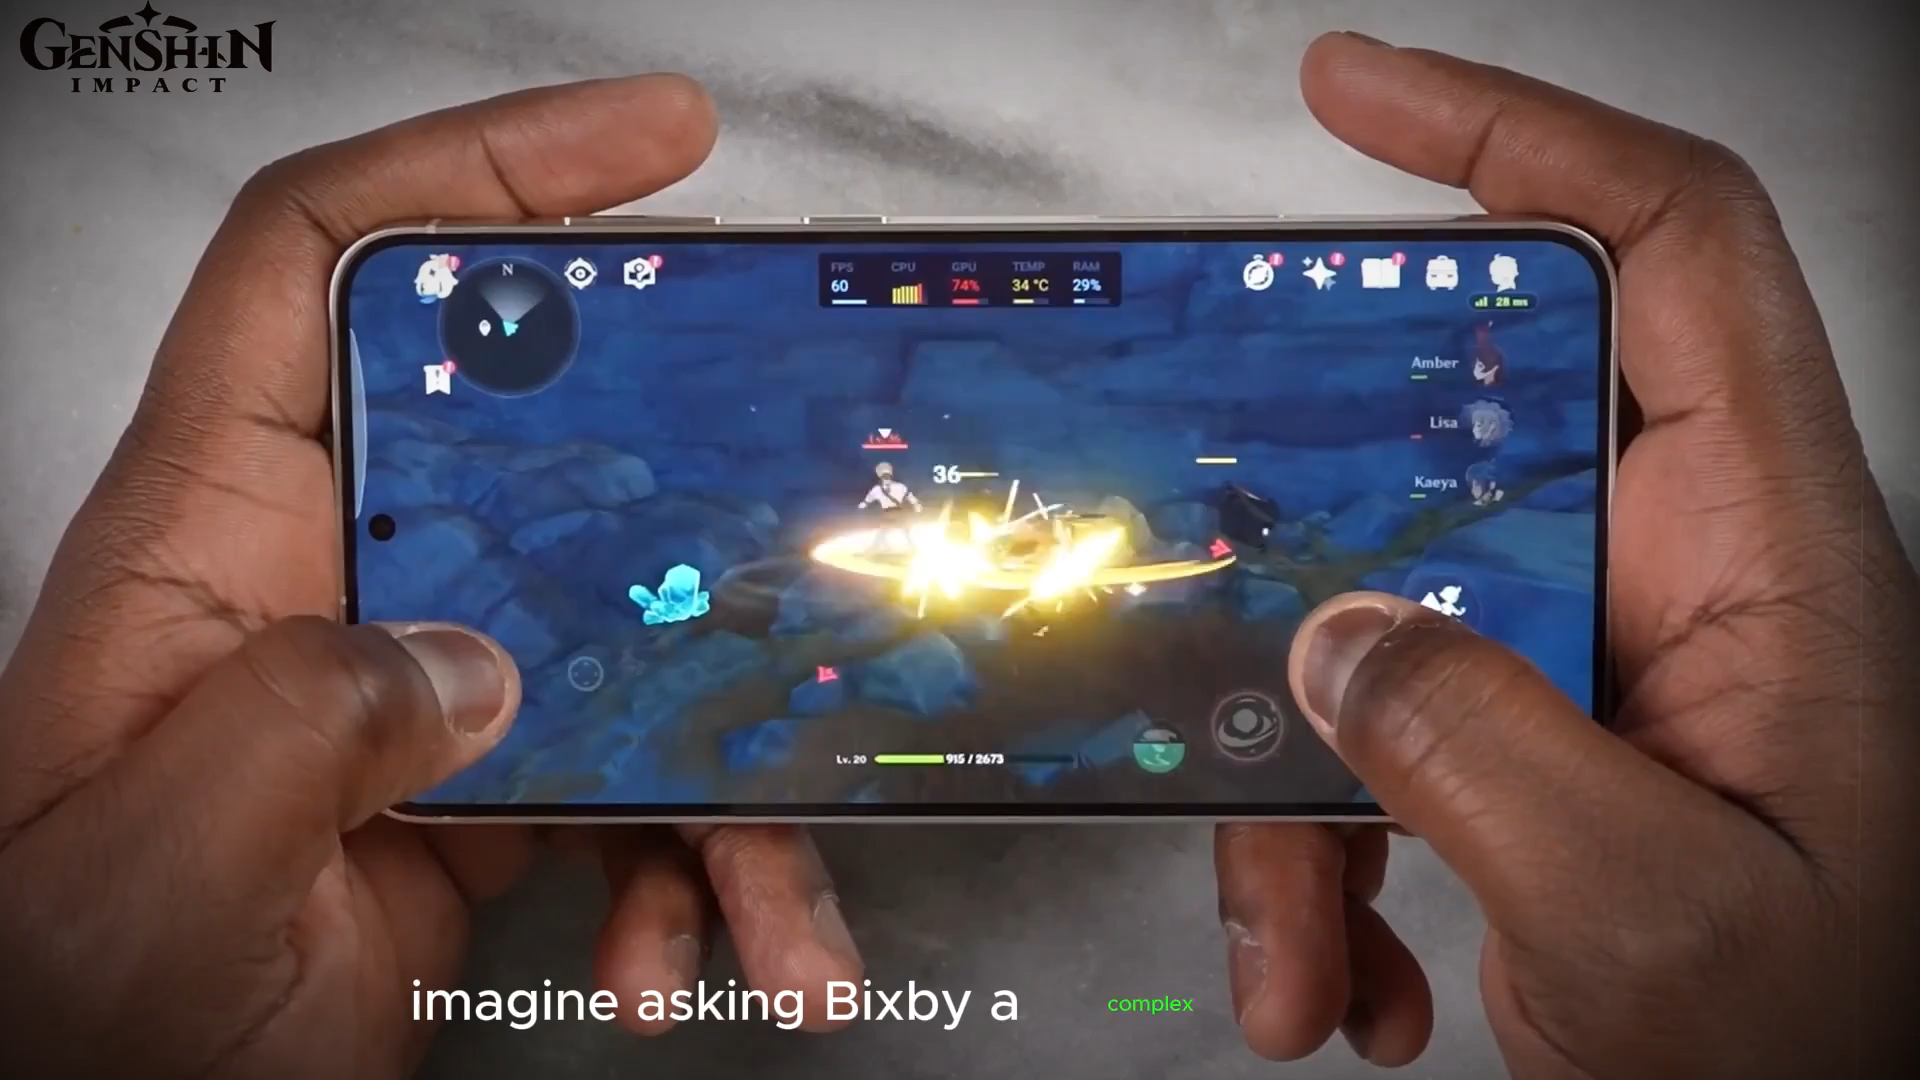 GENSHIN
IMPACT
N
FPS CPU GPU TEMP RAM
60 74% 34 °C 29%
28 ms
Amber
Lisa
Kaeya
36
Lv. 20 915 / 2673
imagine asking Bixby a complex